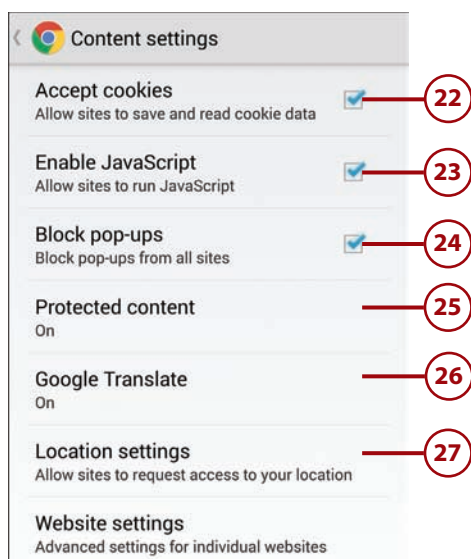 Content settings
Accept cookies
Allow sites to save and read cookie data
22
Enable JavaScript
Allow sites to run JavaScript
23
Block pop-ups
Block pop-ups from all sites
24
Protected content
On
25
Google Translate
On
26
Location settings
Allow sites to request access to your location
27
Website settings
Advanced settings for individual websites